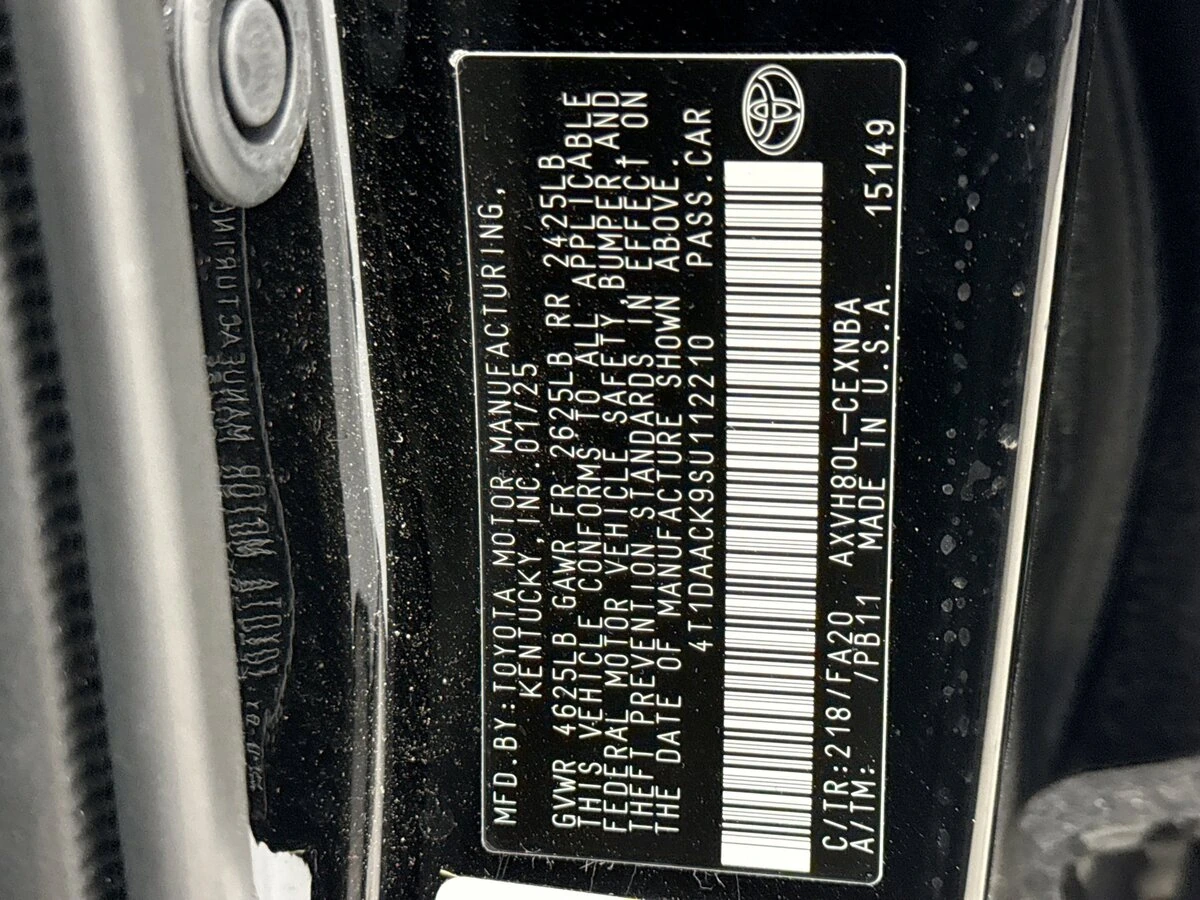 MFD.BY:TOYOTA MOTOR MANUFACTURING,
KENTUCKY,INC.01/25
GVWR 4625LB GAWR FR 2625LB RR 2425LB
THIS VEHICLE CONFORMS TO ALL APPLICABLE
FEDERAL MOTOR VEHICLE SAFETY, BUMPER,AND
THEFT PREVENTION STANDARDS IN EFFECT ON
THE DATE OF MANUFACTURE SHOWN ABOVE.
4T1DAACK9SU112210 PASS.CAR
C/TR:218/FA20 AXVH80L-CEXNBA
A/TM: /PB11 MADE IN U.S.A. 15149